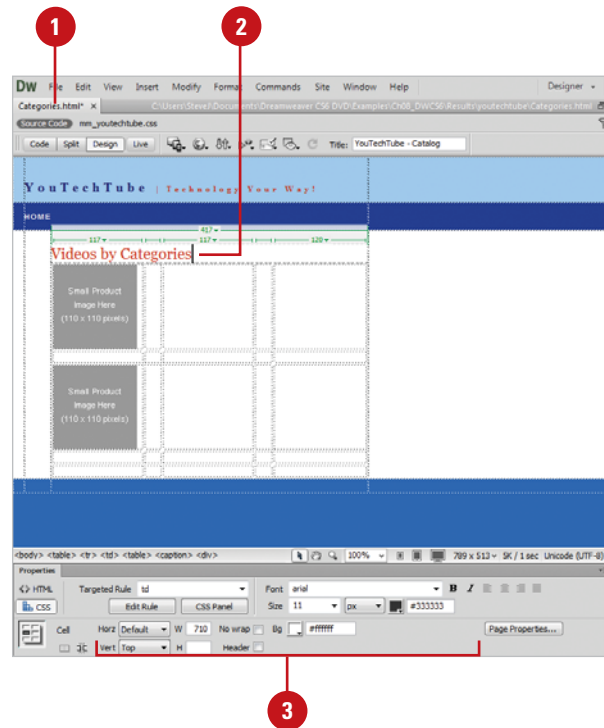 1
2
Dw File Edit View Insert Modify Format Commands Site Window Help Designer
Categories.html* × C:\Users\SteveJ\Documents\Dreamweaver CS6 DVD\Examples\Ch08_DWCS6\Results\youtechtube\Categories.html
Source Code mm_youtechtube.css
Code Split Design Live Title: YouTechTube - Catalog
YouTechTube | Technology Your Way!
HOME
417
117 117 120
Videos by Categories
Small Product
Image Here
(110 x 110 pixels)
Small Product
Image Here
(110 x 110 pixels)
<body> <table> <tr> <td> <table> <caption> <div> 100% 789 x 513 5K / 1 sec Unicode (UTF-8)
Properties
<> HTML Targeted Rule td Font arial B I
CSS Edit Rule CSS Panel Size 11 px #333333
Cell Horz Default W 710 No wrap Bg #ffffff Page Properties...
Vert Top H Header
3